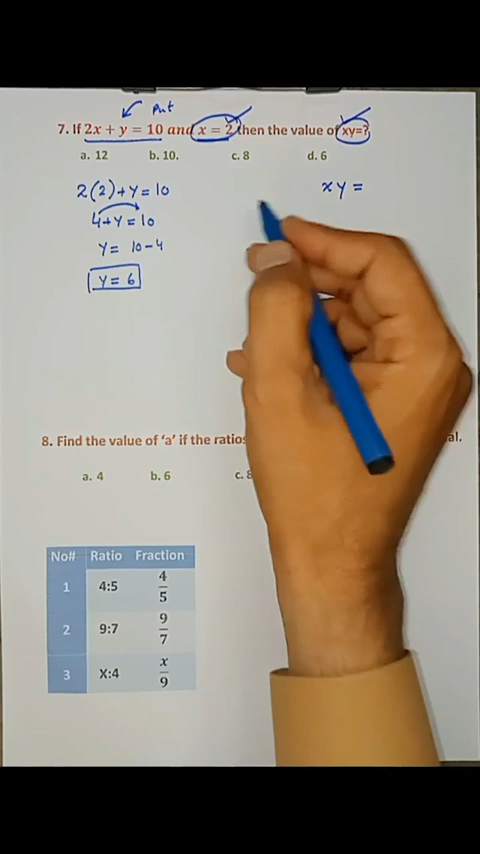 Put
7. If 2x + y = 10 and x = 2 then the value of xy=?
a. 12 b. 10. c. 8 d. 6
2(2)+y=10
xy =
4+y=10
y= 10-4
y= 6
8. Find the value of 'a' if the ratios al.
a. 4 b. 6 c. 8
No# Ratio Fraction
1 4:5 4/5
2 9:7 9/7
3 X:4 x/9